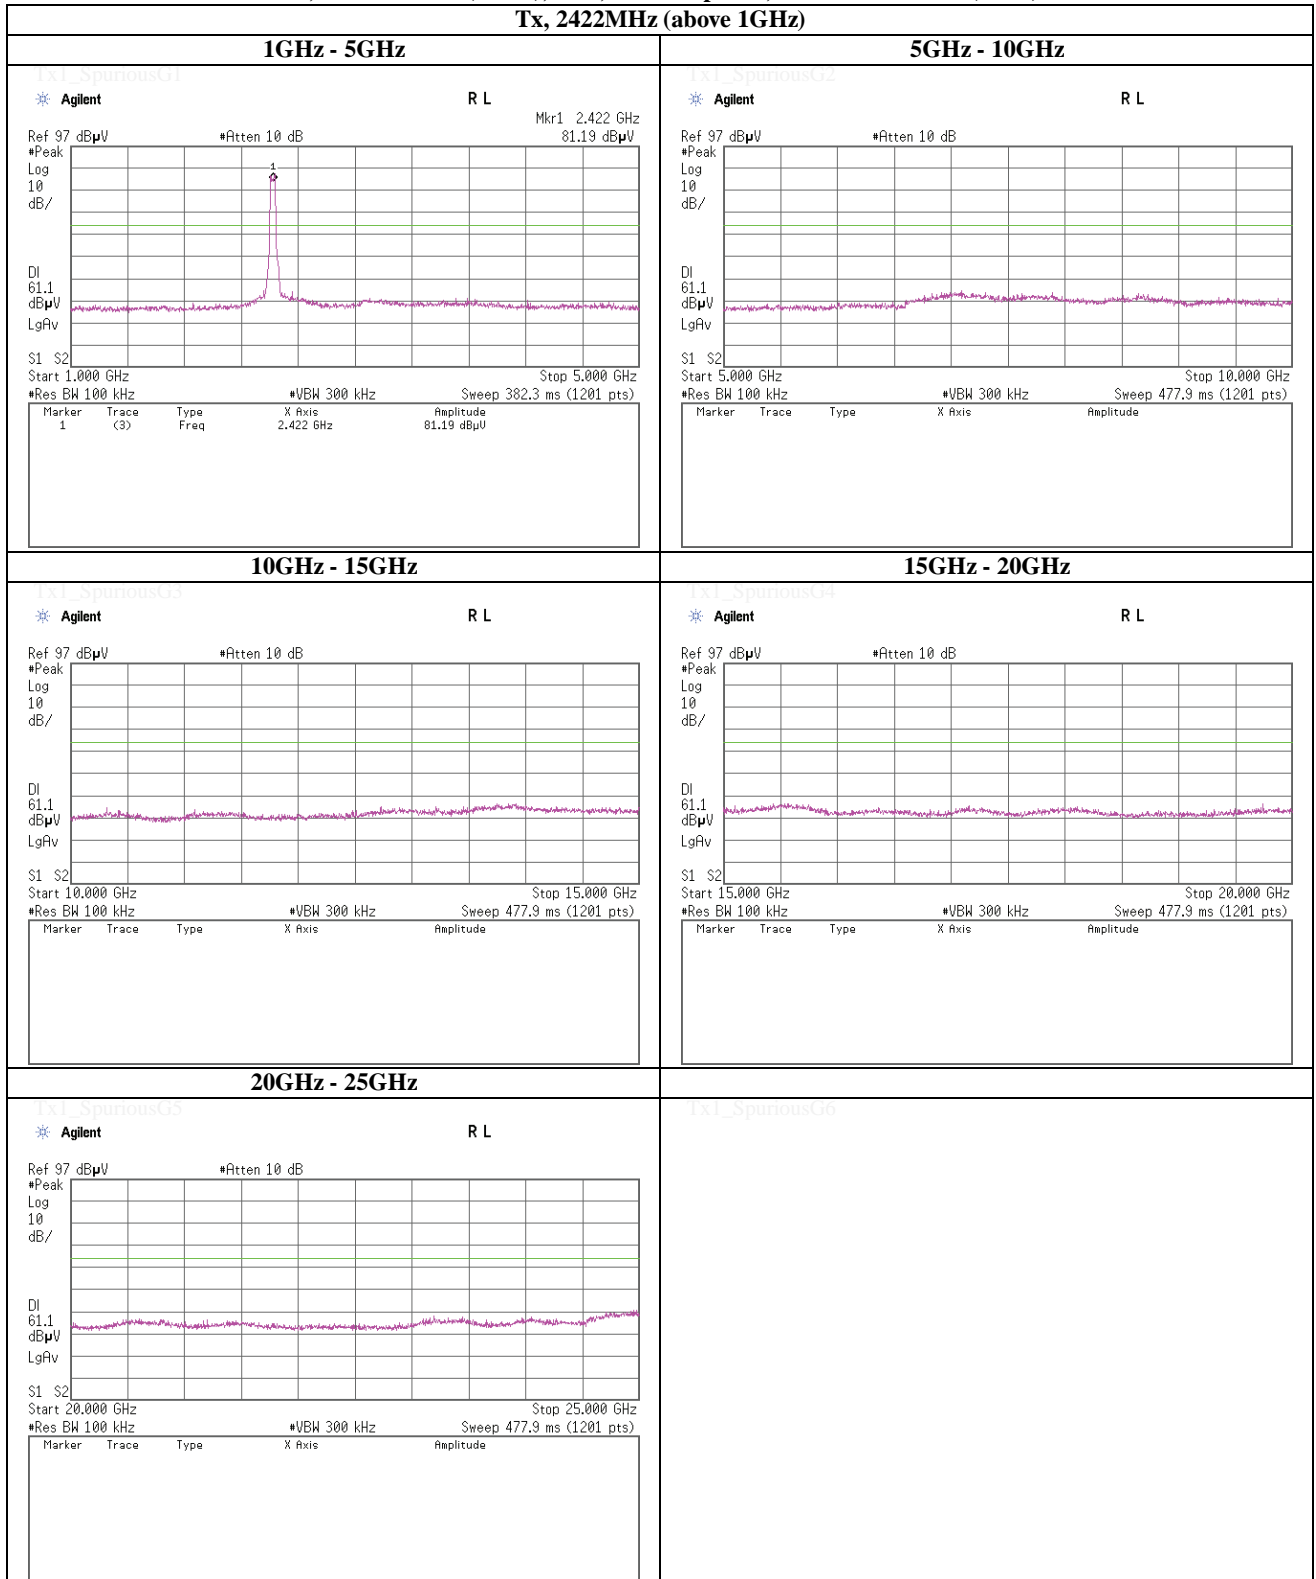 Tx, 2422MHz (above 1GHz)
1GHz - 5GHz
Tx1_SpuriousG1
Agilent
R L
Mkr1 2.422 GHz
Ref 97 dBµV #Atten 10 dB 81.19 dBµV
#Peak
Log
10
dB/
1
DI
61.1
dBµV
LgAv
S1 S2
Start 1.000 GHz Stop 5.000 GHz
#Res BW 100 kHz #VBW 300 kHz Sweep 382.3 ms (1201 pts)
Marker Trace Type X Axis Amplitude
1 (3) Freq 2.422 GHz 81.19 dBµV
5GHz - 10GHz
Tx1_SpuriousG2
Agilent
R L
Ref 97 dBµV #Atten 10 dB
#Peak
Log
10
dB/
DI
61.1
dBµV
LgAv
S1 S2
Start 5.000 GHz Stop 10.000 GHz
#Res BW 100 kHz #VBW 300 kHz Sweep 477.9 ms (1201 pts)
Marker Trace Type X Axis Amplitude
10GHz - 15GHz
Tx1_SpuriousG3
Agilent
R L
Ref 97 dBµV #Atten 10 dB
#Peak
Log
10
dB/
DI
61.1
dBµV
LgAv
S1 S2
Start 10.000 GHz Stop 15.000 GHz
#Res BW 100 kHz #VBW 300 kHz Sweep 477.9 ms (1201 pts)
Marker Trace Type X Axis Amplitude
15GHz - 20GHz
Tx1_SpuriousG4
Agilent
R L
Ref 97 dBµV #Atten 10 dB
#Peak
Log
10
dB/
DI
61.1
dBµV
LgAv
S1 S2
Start 15.000 GHz Stop 20.000 GHz
#Res BW 100 kHz #VBW 300 kHz Sweep 477.9 ms (1201 pts)
Marker Trace Type X Axis Amplitude
20GHz - 25GHz
Tx1_SpuriousG5
Agilent
R L
Ref 97 dBµV #Atten 10 dB
#Peak
Log
10
dB/
DI
61.1
dBµV
LgAv
S1 S2
Start 20.000 GHz Stop 25.000 GHz
#Res BW 100 kHz #VBW 300 kHz Sweep 477.9 ms (1201 pts)
Marker Trace Type X Axis Amplitude
Tx1_SpuriousG6